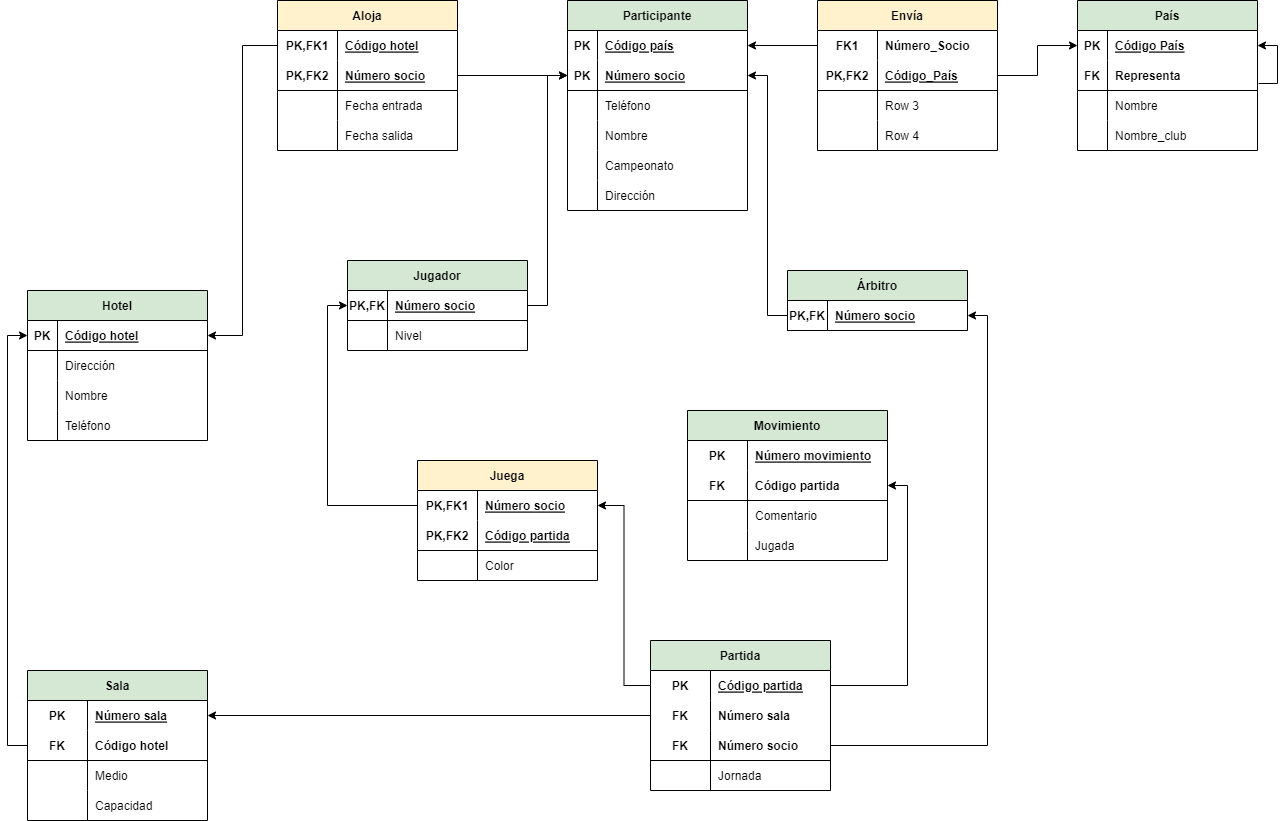 Aloja
PK,FK1 Código hotel
PK,FK2 Número socio
Fecha entrada
Fecha salida
Participante
PK Código país
PK Número socio
Teléfono
Nombre
Campeonato
Dirección
Envía
FK1 Número_Socio
PK,FK2 Código_País
Row 3
Row 4
País
PK Código País
FK Representa
Nombre
Nombre_club
Hotel
PK Código hotel
Dirección
Nombre
Teléfono
Jugador
PK,FK Número socio
Nivel
Árbitro
PK,FK Número socio
Movimiento
PK Número movimiento
FK Código partida
Comentario
Jugada
Juega
PK,FK1 Número socio
PK,FK2 Código partida
Color
Sala
PK Número sala
FK Código hotel
Medio
Capacidad
Partida
PK Código partida
FK Número sala
FK Número socio
Jornada